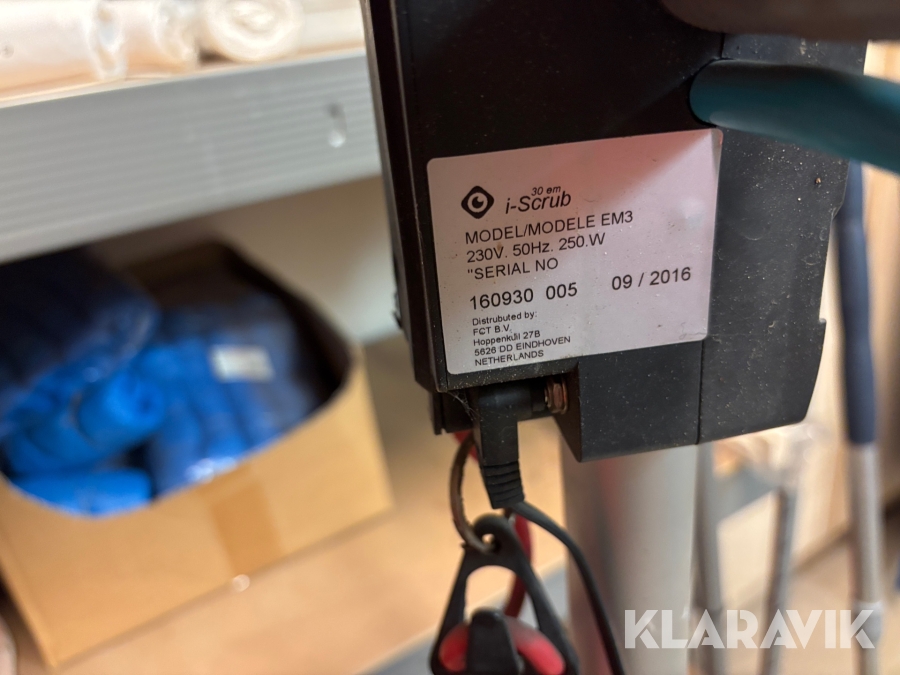 30 em
i-Scrub
MODEL/MODELE EM3
230V. 50Hz. 250.W
"SERIAL NO
160930 005 09 / 2016
Distrubuted by:
FCT B.V.
Hoppenkuil 27B
5626 DD EINDHOVEN
NETHERLANDS
KLARAVIK